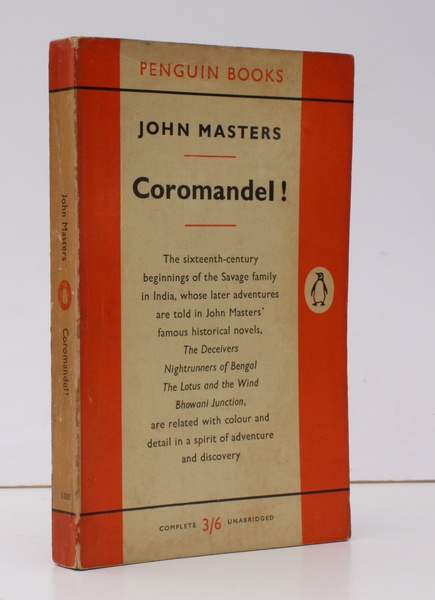 PENGUIN BOOKS
JOHN MASTERS
Coromandel!
The sixteenth-century
beginnings of the Savage family
in India, whose later adventures
are told in John Masters'
famous historical novels,
The Deceivers
Nightrunners of Bengal
The Lotus and the Wind
Bhowani Junction,
are related with colour and
detail in a spirit of adventure
and discovery
COMPLETE 3/6 UNABRIDGED
John Masters
Coromandel!